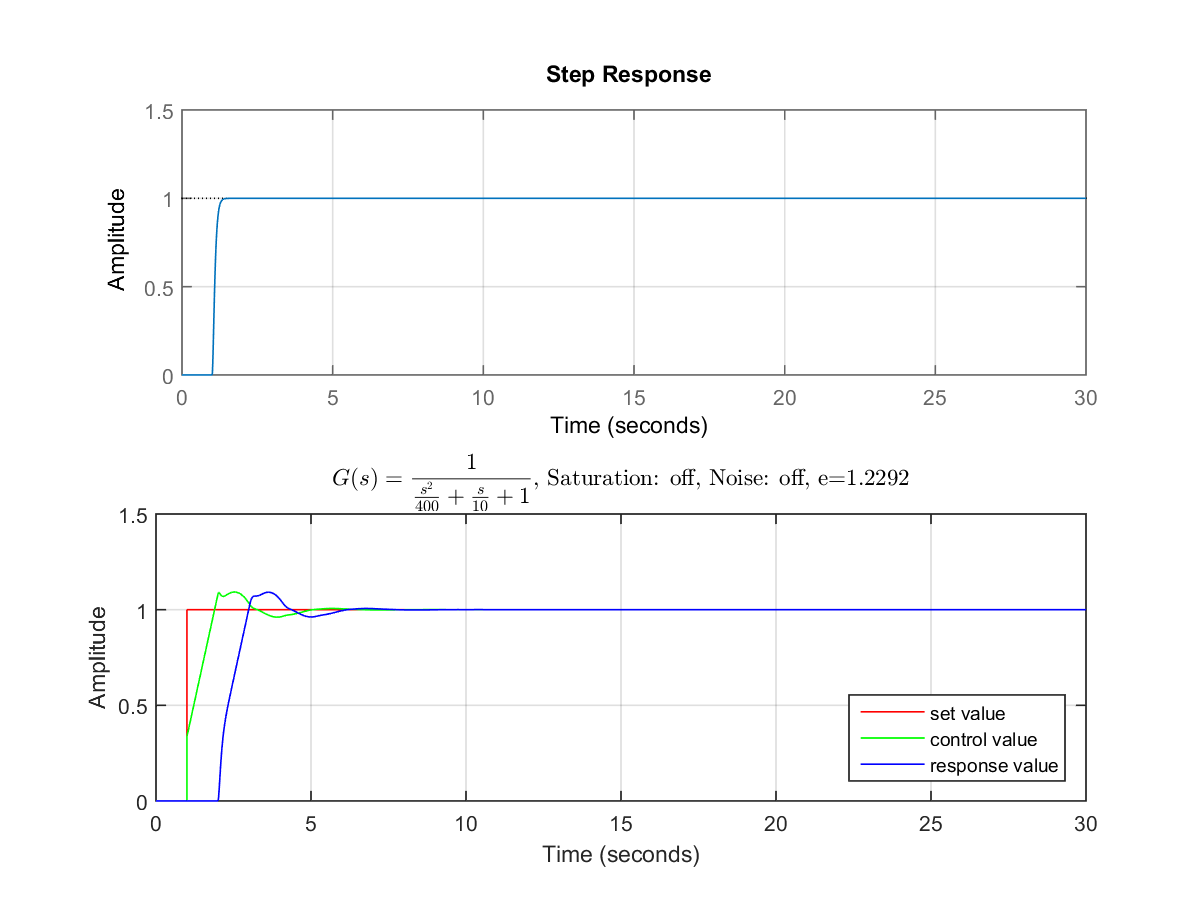 Step Response
Amplitude
1.5
1
0.5
0
0 5 10 15 20 25 30
Time (seconds)
G(s) = 1 / (s²/400 + s/10 + 1), Saturation: off, Noise: off, e=1.2292
Amplitude
1.5
1
0.5
0
set value
control value
response value
0 5 10 15 20 25 30
Time (seconds)